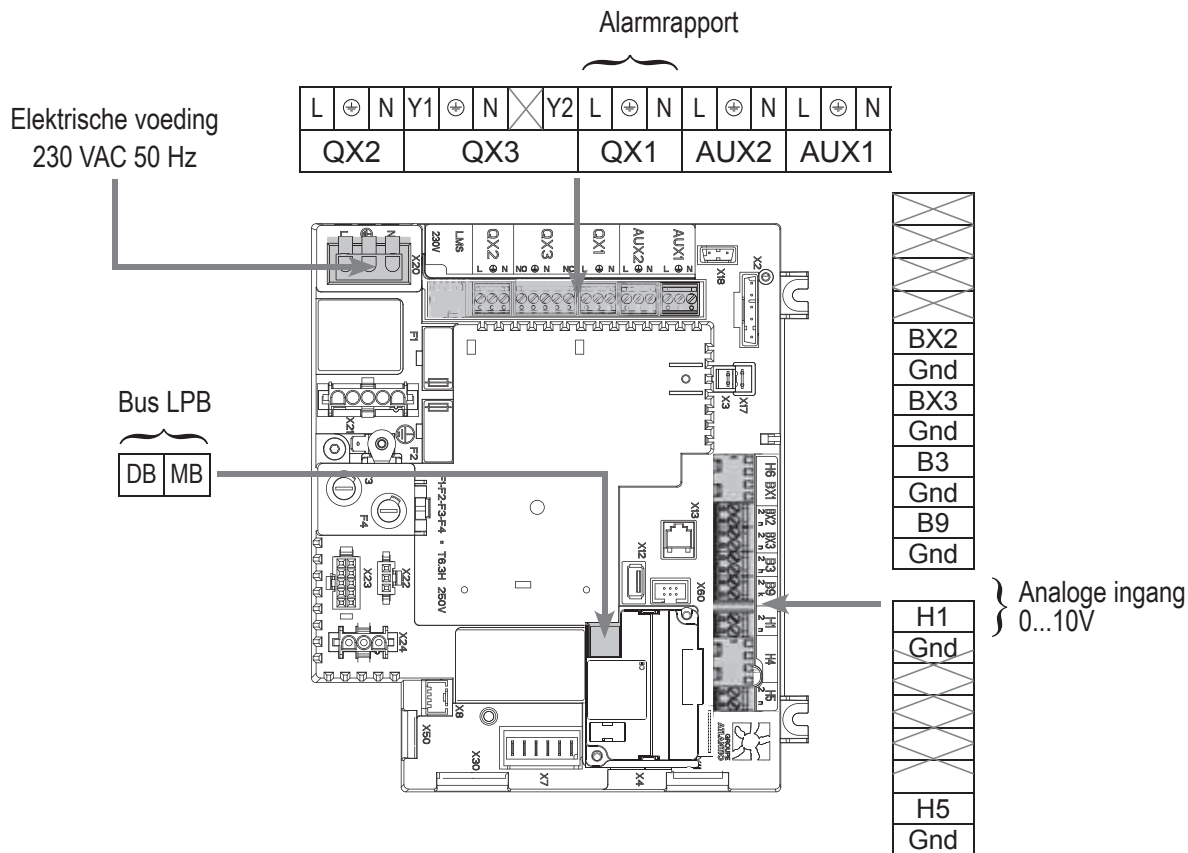 Alarmrapport
L ⏚ N Y1 ⏚ N Y2 L ⏚ N L ⏚ N L ⏚ N
QX2 QX3 QX1 AUX2 AUX1
Elektrische voeding
230 VAC 50 Hz
L ⏚ N
X20
230V
LMS
QX2
QX3
QX1
AUX2
AUX1
L ⏚ N NO ⏚ N NO L ⏚ N L ⏚ N L ⏚ N
X18
F1
X3
X17
BX2
Gnd
BX3
Gnd
B3
Gnd
B9
Gnd
Bus LPB
DB MB
X21
F2
F4
F1-F2-F3-F4 = T6.3H 250V
X13
X12
X60
X23
X22
X24
H6 BX1
BX2
BX3
B3
B9
H1
H4
H5
H1
Gnd
Analoge ingang
0...10V
H5
Gnd
X8
X50
X30
X7
X4
GROUPE
ATLANTIC